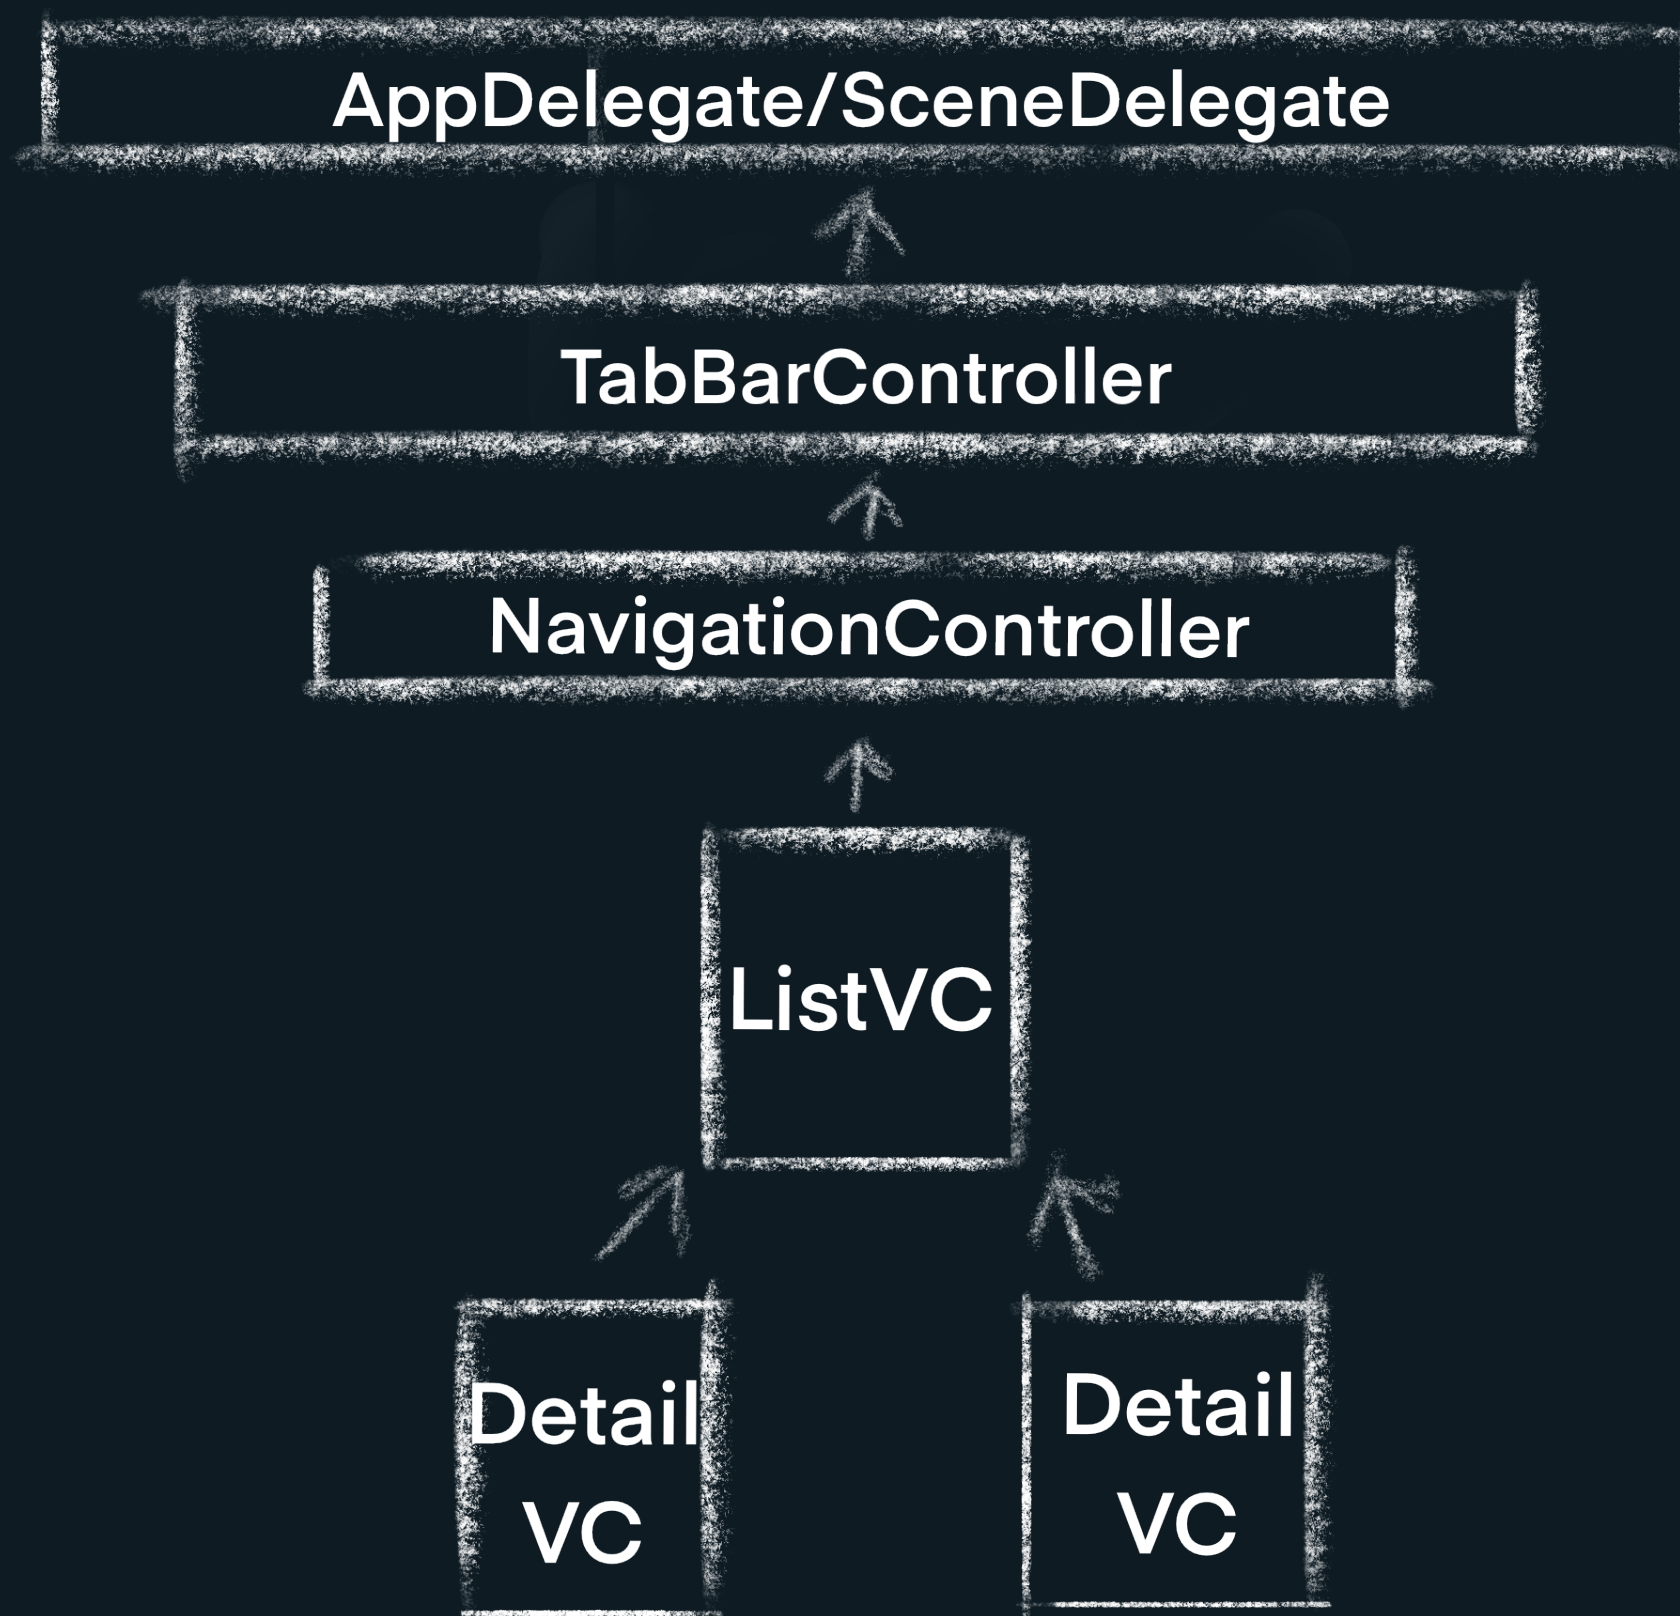 AppDelegate/SceneDelegate
TabBarController
NavigationController
ListVC
Detail
VC
Detail
VC